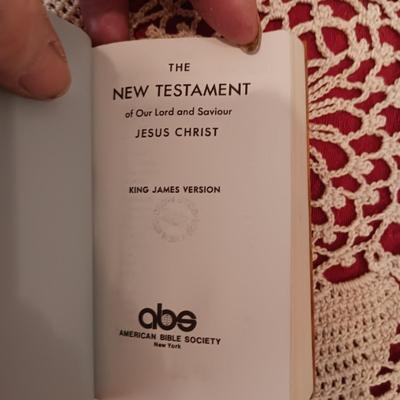 THE
NEW TESTAMENT
of Our Lord and Saviour
JESUS CHRIST
KING JAMES VERSION
abs
AMERICAN BIBLE SOCIETY
New York